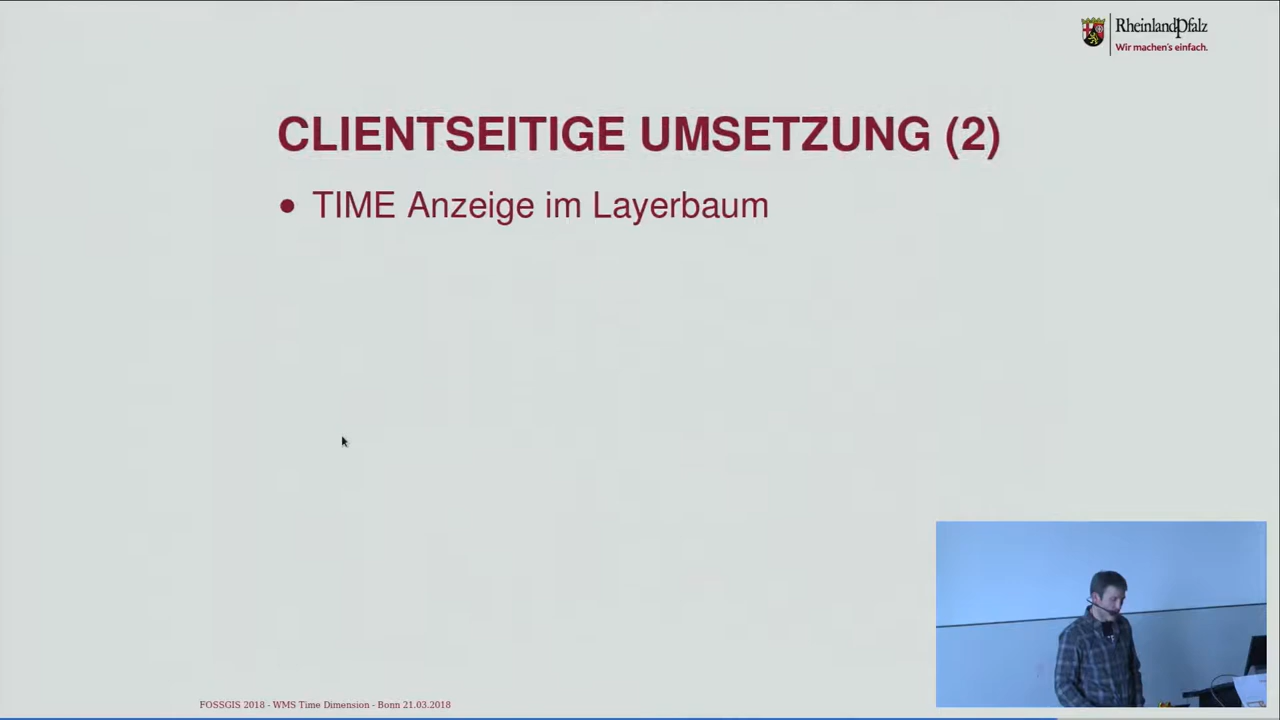 RheinlandPfalz
Wir machen's einfach.
CLIENTSEITIGE UMSETZUNG (2)
• TIME Anzeige im Layerbaum
FOSSGIS 2018 - WMS Time Dimension - Bonn 21.03.2018